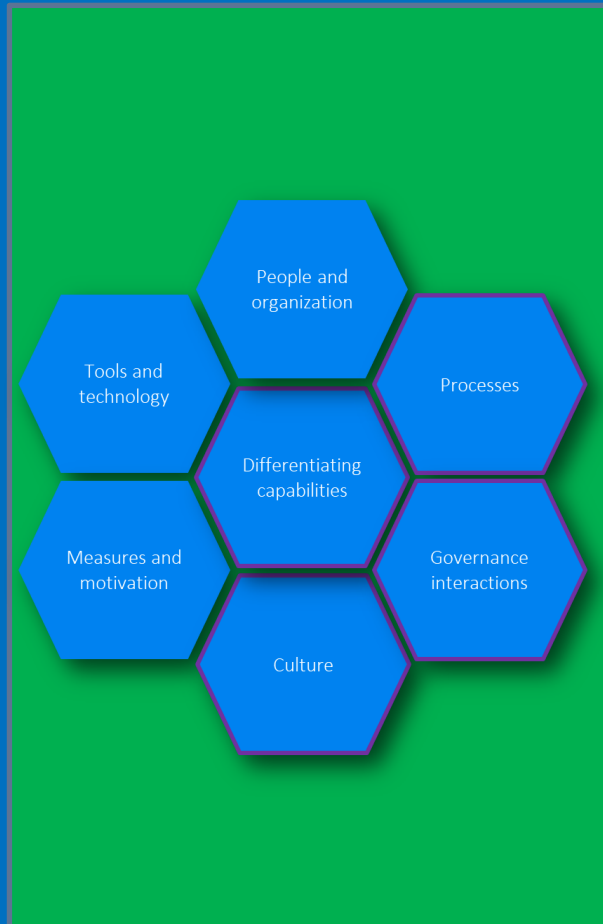 People and
organization
Tools and
technology
Processes
Differentiating
capabilities
Measures and
motivation
Governance
interactions
Culture